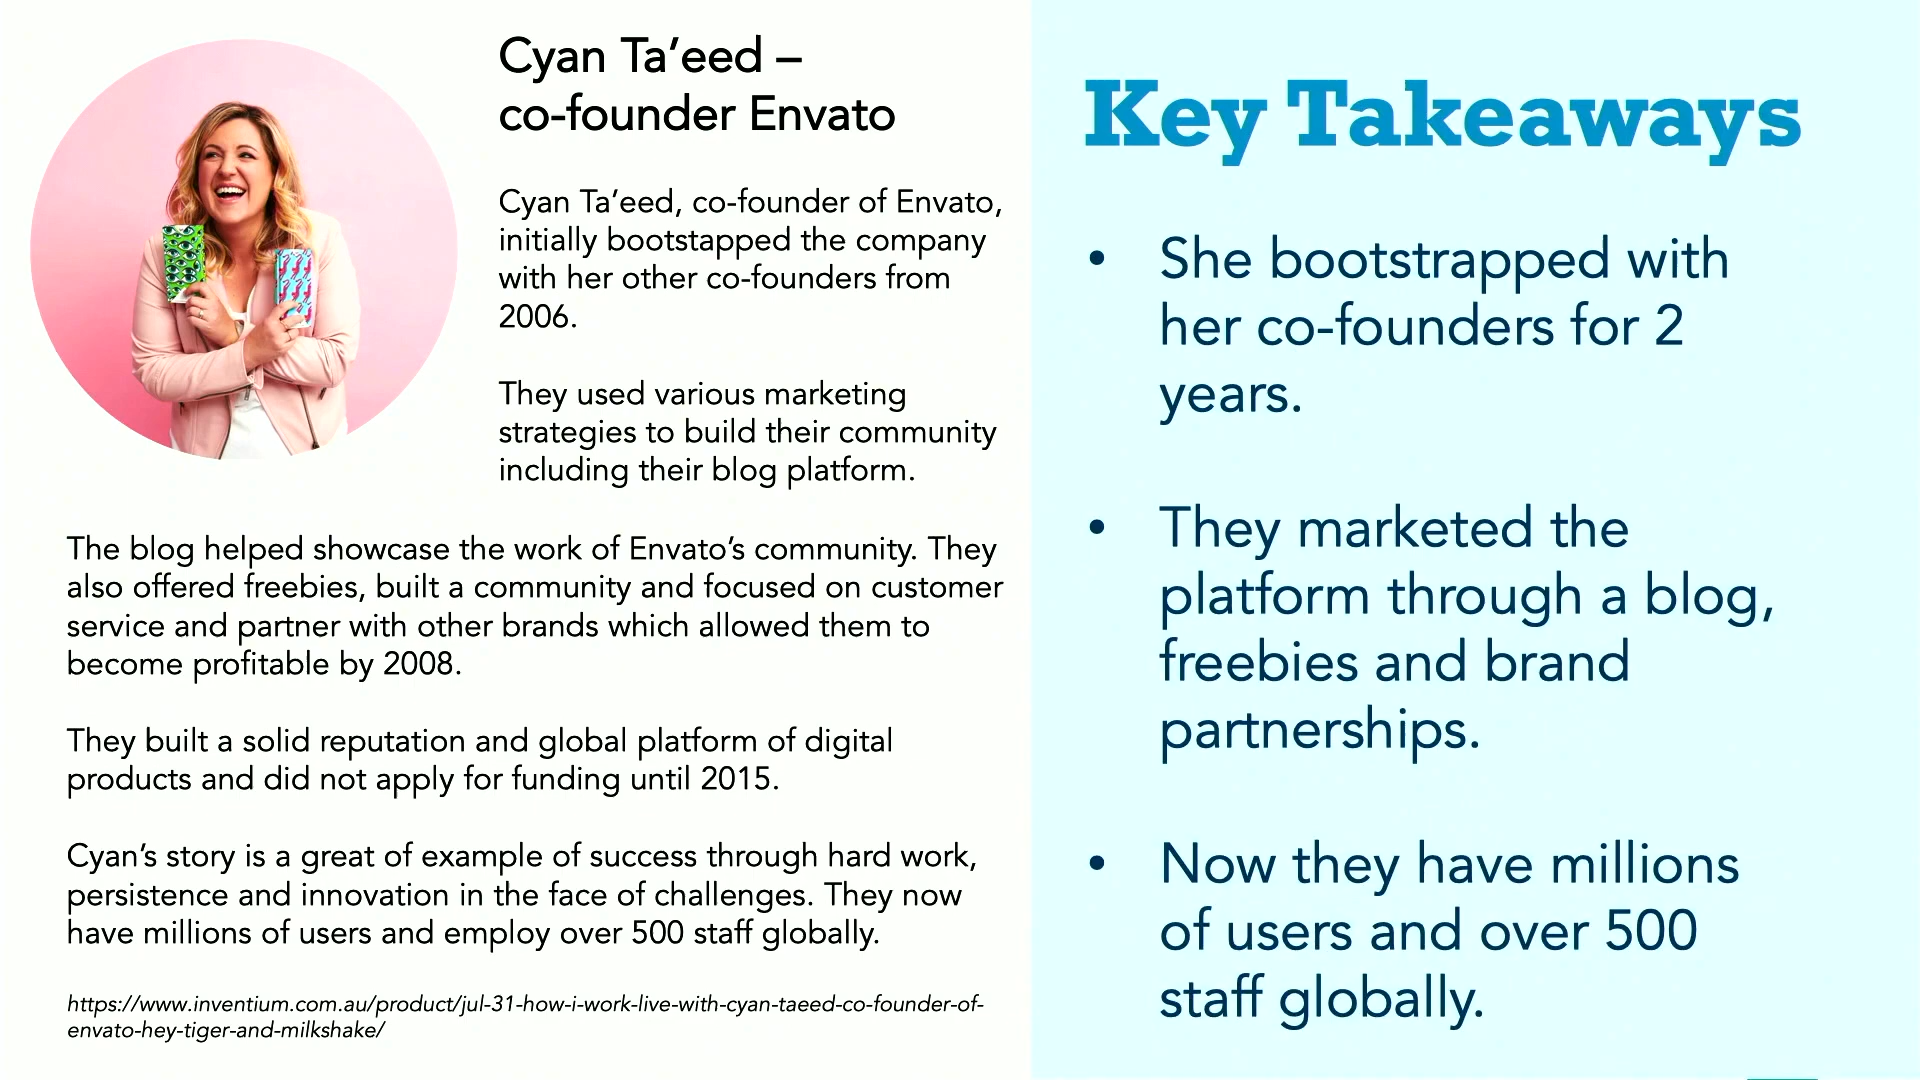 Cyan Ta’eed –
co-founder Envato
Cyan Ta’eed, co-founder of Envato,
initially bootstapped the company
with her other co-founders from
2006.
They used various marketing
strategies to build their community
including their blog platform.
The blog helped showcase the work of Envato’s community. They
also offered freebies, built a community and focused on customer
service and partner with other brands which allowed them to
become profitable by 2008.
They built a solid reputation and global platform of digital
products and did not apply for funding until 2015.
Cyan’s story is a great of example of success through hard work,
persistence and innovation in the face of challenges. They now
have millions of users and employ over 500 staff globally.
https://www.inventium.com.au/product/jul-31-how-i-work-live-with-cyan-taeed-co-founder-of-
envato-hey-tiger-and-milkshake/
Key Takeaways
• She bootstrapped with
her co-founders for 2
years.
• They marketed the
platform through a blog,
freebies and brand
partnerships.
• Now they have millions
of users and over 500
staff globally.